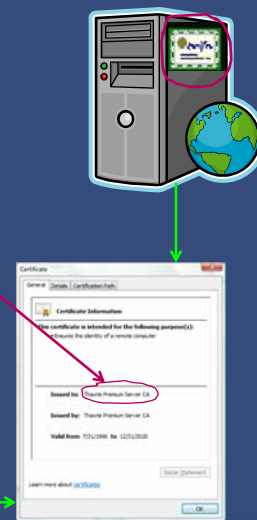 Certificate
General Details Certification Path
Certificate Information
This certificate is intended for the following purpose(s):
Ensures the identity of a remote computer
Issued to: Thawte Premium Server CA
Issued by: Thawte Premium Server CA
Valid from 7/31/1996 to 12/31/2020
Issuer Statement
Learn more about certificates
OK